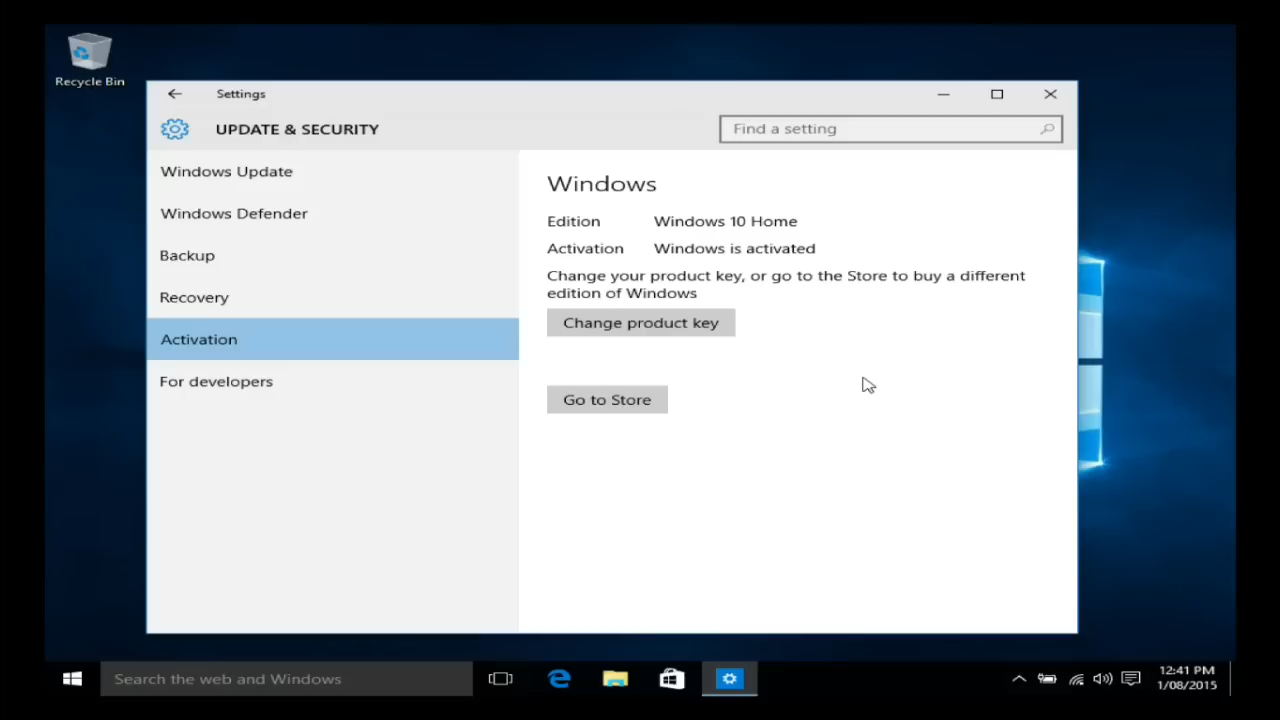 Recycle Bin
Settings
UPDATE & SECURITY
Find a setting
Windows Update
Windows Defender
Backup
Recovery
Activation
For developers
Windows
Edition Windows 10 Home
Activation Windows is activated
Change your product key, or go to the Store to buy a different
edition of Windows
Change product key
Go to Store
Search the web and Windows
12:41 PM
1/08/2015